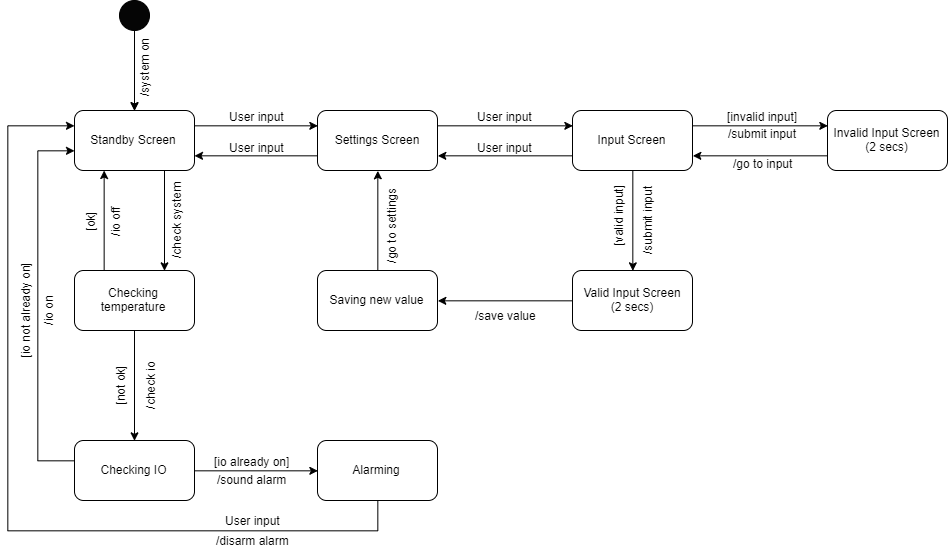 /system on
User input
User input
[invalid input]
/submit input
Standby Screen
Settings Screen
Input Screen
Invalid Input Screen
(2 secs)
User input
User input
/go to input
[ok]
/io off
/check system
/go to settings
[valid input]
/submit input
[io not already on]
/io on
Checking
temperature
Saving new value
Valid Input Screen
(2 secs)
/save value
[not ok]
/check io
Checking IO
[io already on]
/sound alarm
Alarming
User input
/disarm alarm